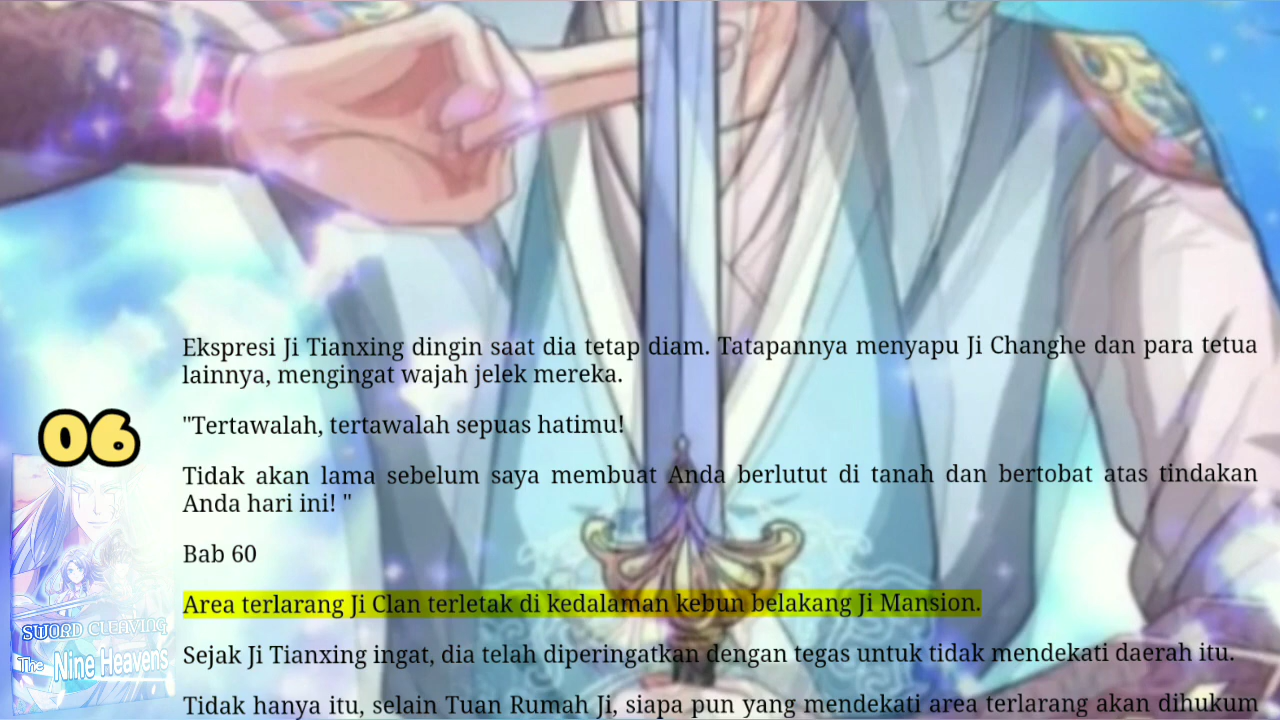 Ekspresi Ji Tianxing dingin saat dia tetap diam. Tatapannya menyapu Ji Changhe dan para tetua
lainnya, mengingat wajah jelek mereka.
"Tertawalah, tertawalah sepuas hatimu!
Tidak akan lama sebelum saya membuat Anda berlutut di tanah dan bertobat atas tindakan
Anda hari ini! "
Bab 60
Area terlarang Ji Clan terletak di kedalaman kebun belakang Ji Mansion.
Sejak Ji Tianxing ingat, dia telah diperingatkan dengan tegas untuk tidak mendekati daerah itu.
Tidak hanya itu, selain Tuan Rumah Ji, siapa pun yang mendekati area terlarang akan dihukum
06
SWORD CLEAVING
The Nine Heavens